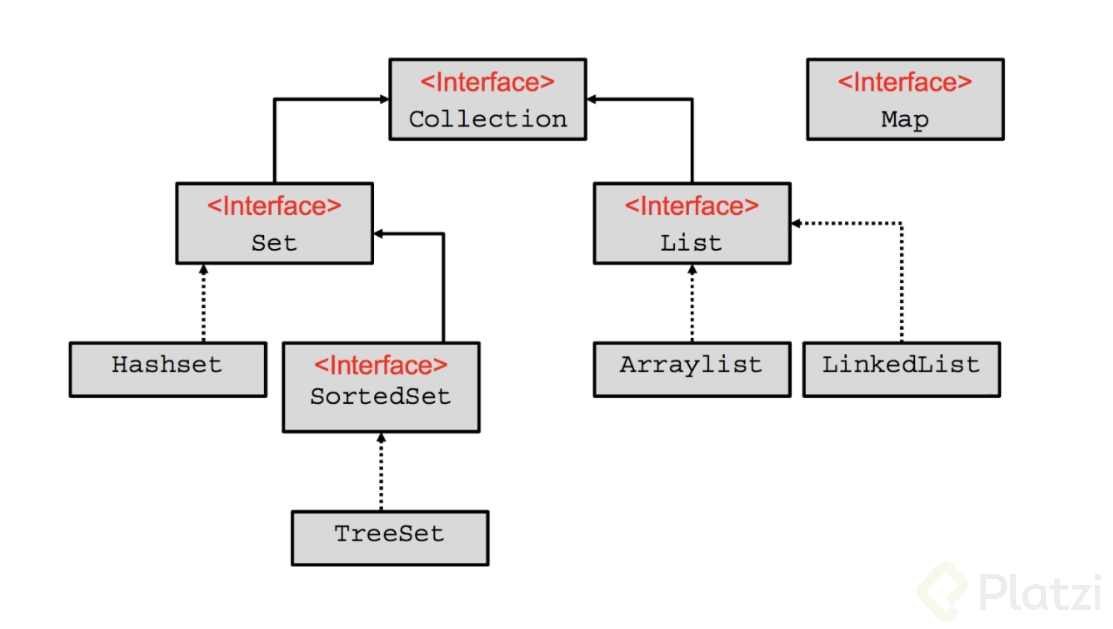 <Interface>
Collection
<Interface>
Map
<Interface>
Set
<Interface>
List
Hashset
<Interface>
SortedSet
Arraylist
LinkedList
TreeSet
Platzi